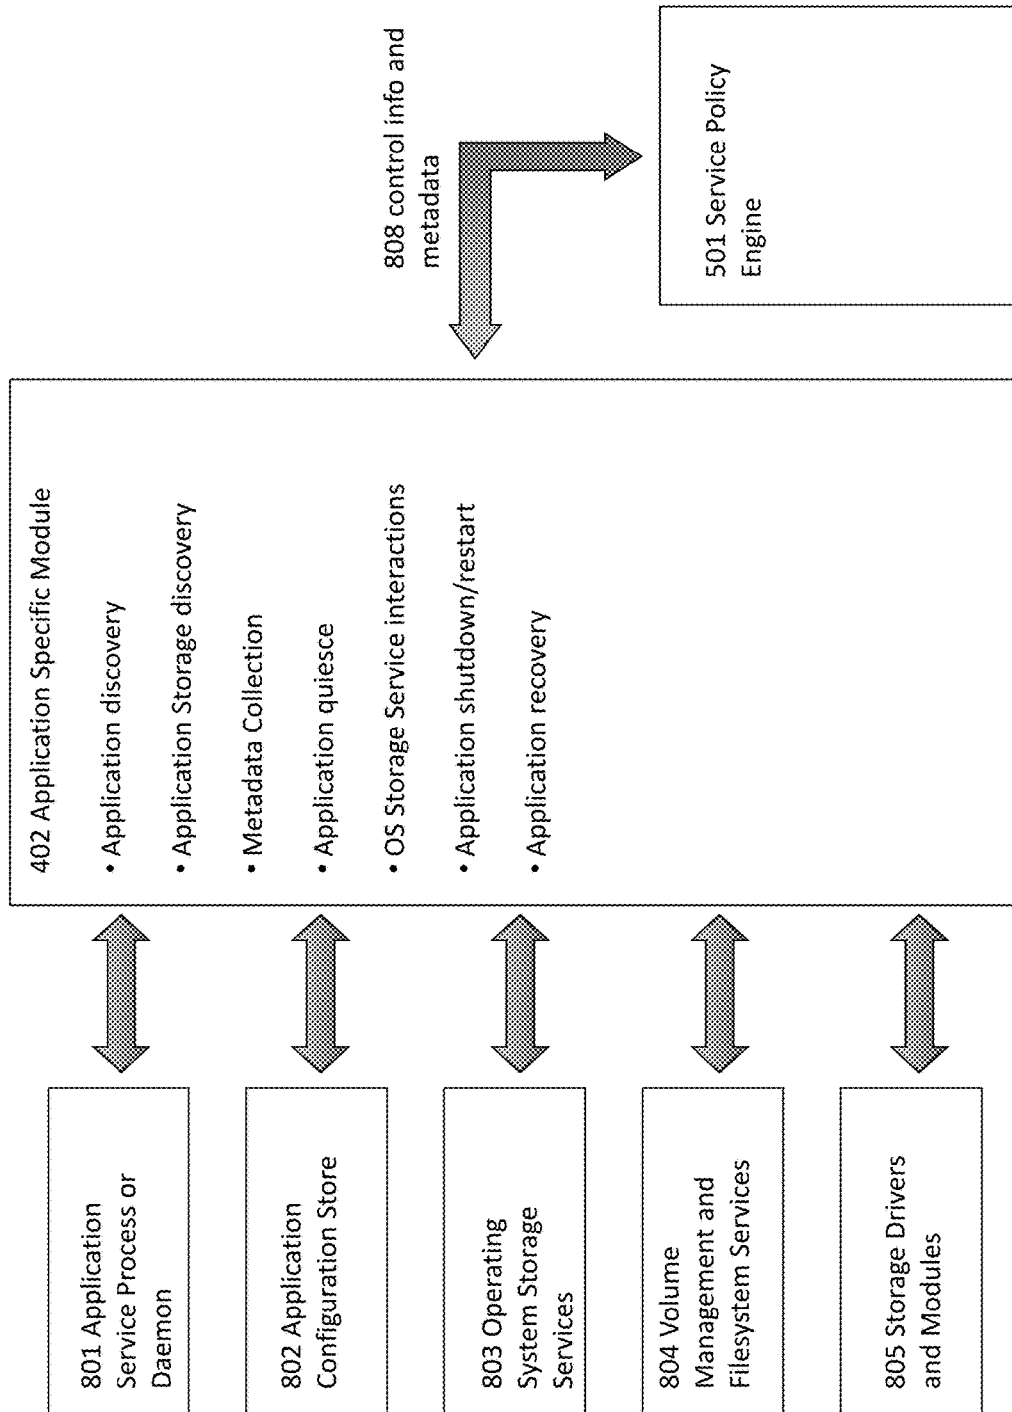 801 Application
Service Process or
Daemon
802 Application
Configuration Store
803 Operating
System Storage
Services
804 Volume
Management and
Filesystem Services
805 Storage Drivers
and Modules
402 Application Specific Module
• Application discovery
• Application Storage discovery
• Metadata Collection
• Application quiesce
• OS Storage Service interactions
• Application shutdown/restart
• Application recovery
808 control info and
metadata
501 Service Policy
Engine